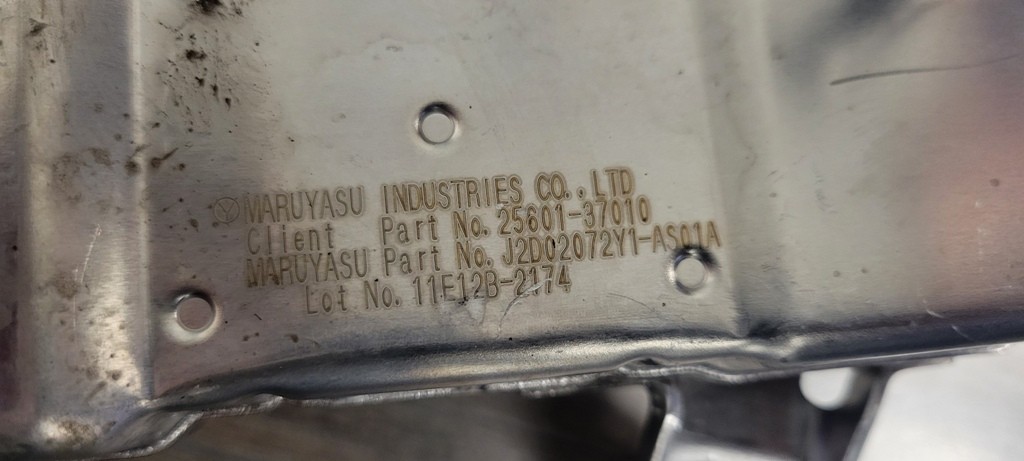 MARUYASU INDUSTRIES CO.,LTD
Client Part No. 25601-37010
MARUYASU Part No. J2D02072Y1-AS01A
Lot No. 11E12B-2174